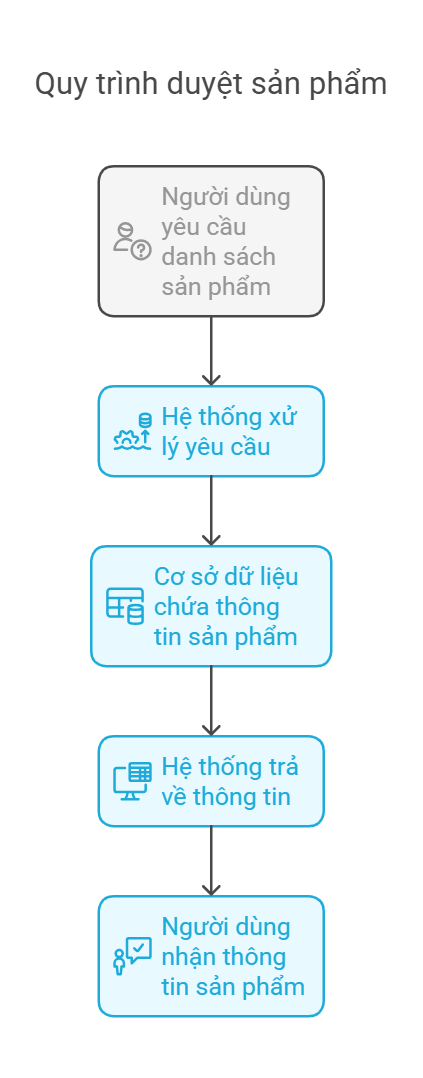 Quy trình duyệt sản phẩm
Người dùng
yêu cầu
danh sách
sản phẩm
Hệ thống xử
lý yêu cầu
Cơ sở dữ liệu
chứa thông
tin sản phẩm
Hệ thống trả
về thông tin
Người dùng
nhận thông
tin sản phẩm